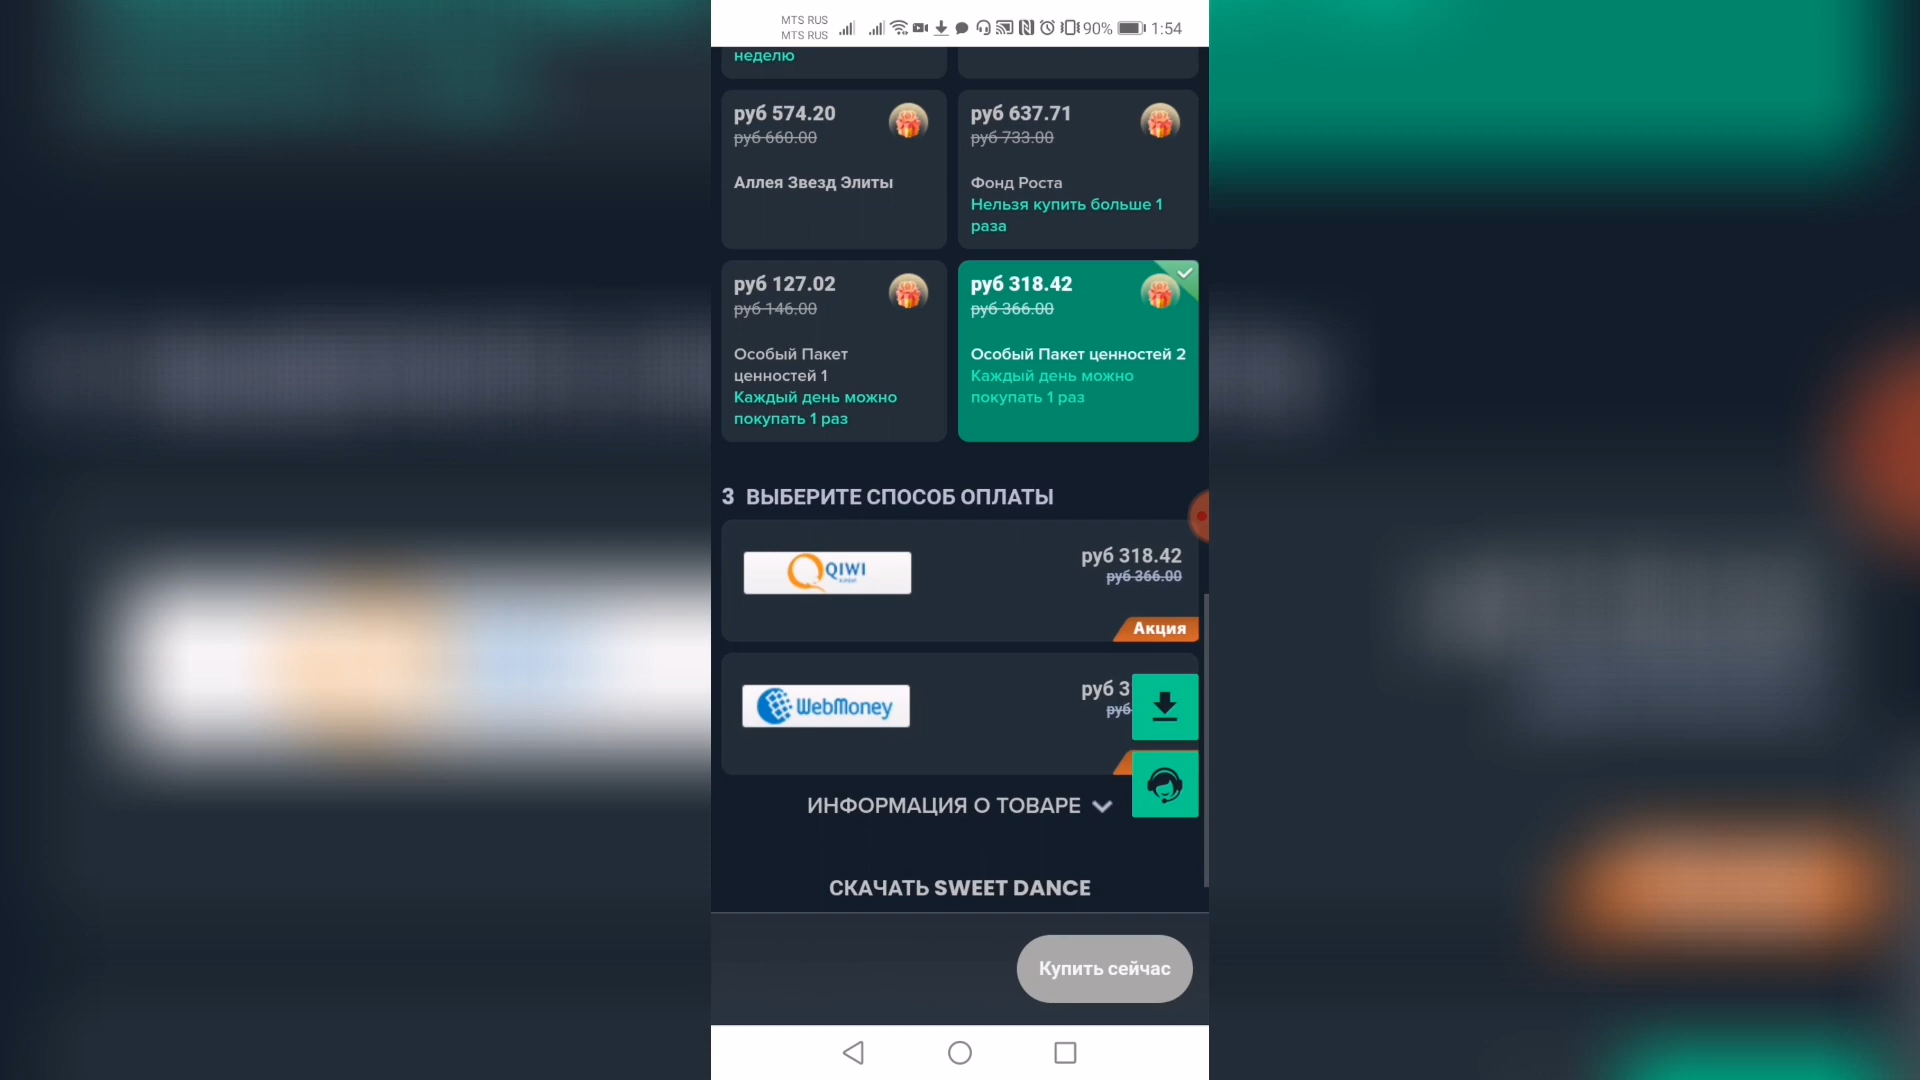 MTS RUS
MTS RUS
90% 1:54
неделю
руб 574.20
руб 660.00
Аллея Звезд Элиты
руб 637.71
руб 733.00
Фонд Роста
Нельзя купить больше 1
раза
руб 127.02
руб 146.00
Особый Пакет
ценностей 1
Каждый день можно
покупать 1 раз
руб 318.42
руб 366.00
Особый Пакет ценностей 2
Каждый день можно
покупать 1 раз
3 ВЫБЕРИТЕ СПОСОБ ОПЛАТЫ
QIWI
руб 318.42
руб 366.00
Акция
WebMoney
руб 3
руб
ИНФОРМАЦИЯ О ТОВАРЕ
СКАЧАТЬ SWEET DANCE
Купить сейчас